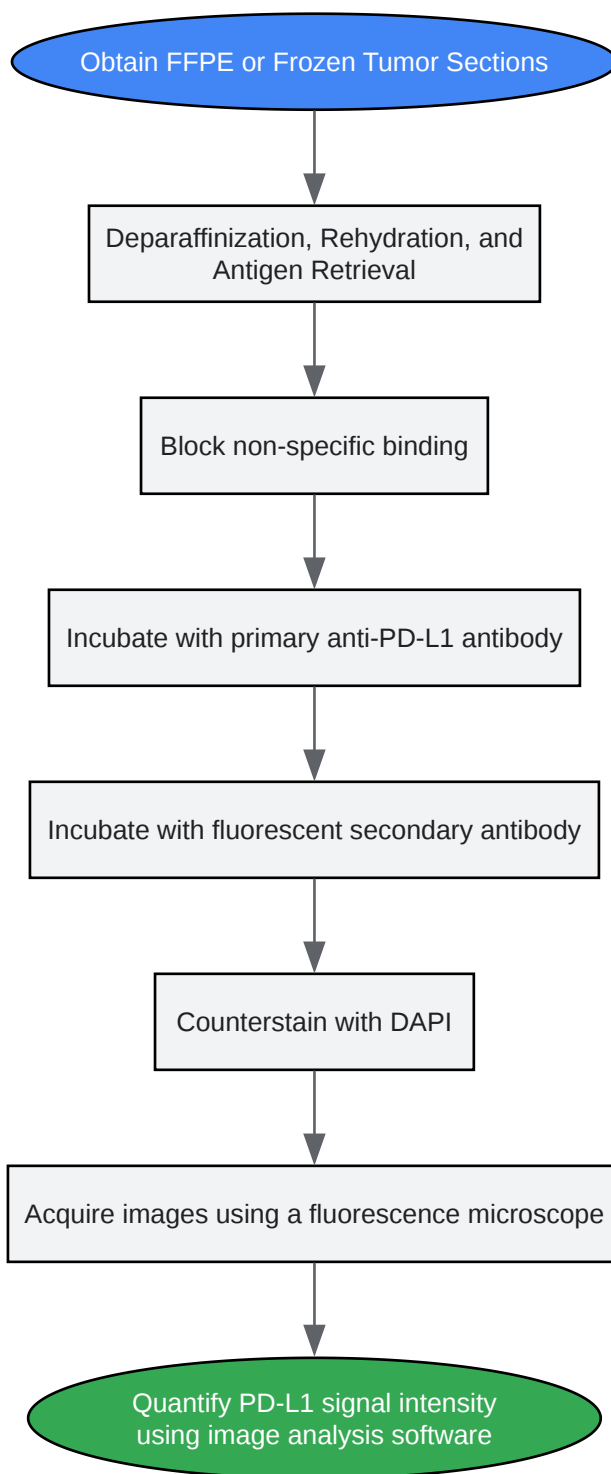 Obtain FFPE or Frozen Tumor Sections
Deparaffinization, Rehydration, and
Antigen Retrieval
Block non-specific binding
Incubate with primary anti-PD-L1 antibody
Incubate with fluorescent secondary antibody
Counterstain with DAPI
Acquire images using a fluorescence microscope
Quantify PD-L1 signal intensity
using image analysis software